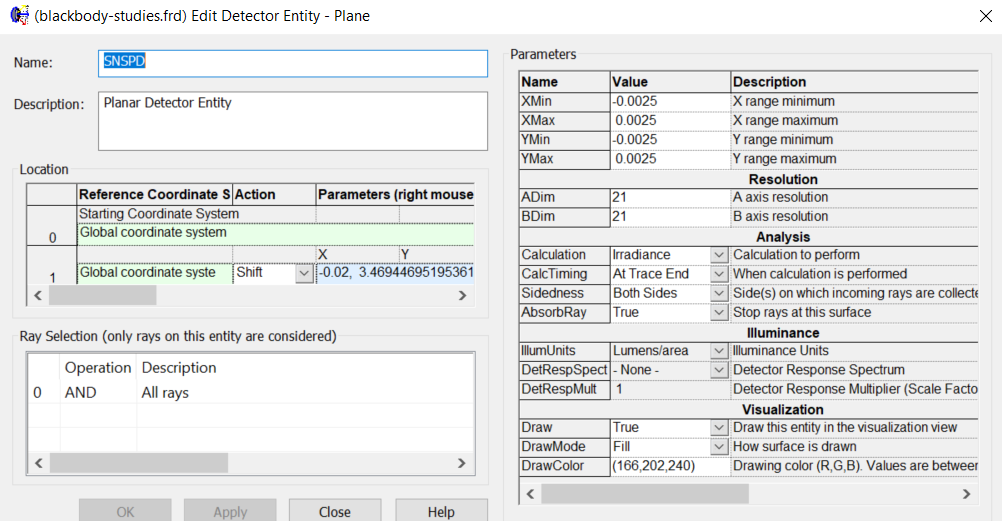 (blackbody-studies.frd) Edit Detector Entity - Plane
Name:
SNSPD
Description:
Planar Detector Entity
Location
Reference Coordinate S Action Parameters (right mouse
Starting Coordinate System
0 Global coordinate system
X Y
1 Global coordinate syste Shift -0.02, 3.46944695195361
Ray Selection (only rays on this entity are considered)
Operation Description
0 AND All rays
OK Apply Close Help
Parameters
Name Value Description
XMin -0.0025 X range minimum
XMax 0.0025 X range maximum
YMin -0.0025 Y range minimum
YMax 0.0025 Y range maximum
Resolution
ADim 21 A axis resolution
BDim 21 B axis resolution
Analysis
Calculation Irradiance Calculation to perform
CalcTiming At Trace End When calculation is performed
Sidedness Both Sides Side(s) on which incoming rays are collecte
AbsorbRay True Stop rays at this surface
Illuminance
IllumUnits Lumens/area Illuminance Units
DetRespSpect - None - Detector Response Spectrum
DetRespMult 1 Detector Response Multiplier (Scale Facto
Visualization
Draw True Draw this entity in the visualization view
DrawMode Fill How surface is drawn
DrawColor (166,202,240) Drawing color (R,G,B). Values are between